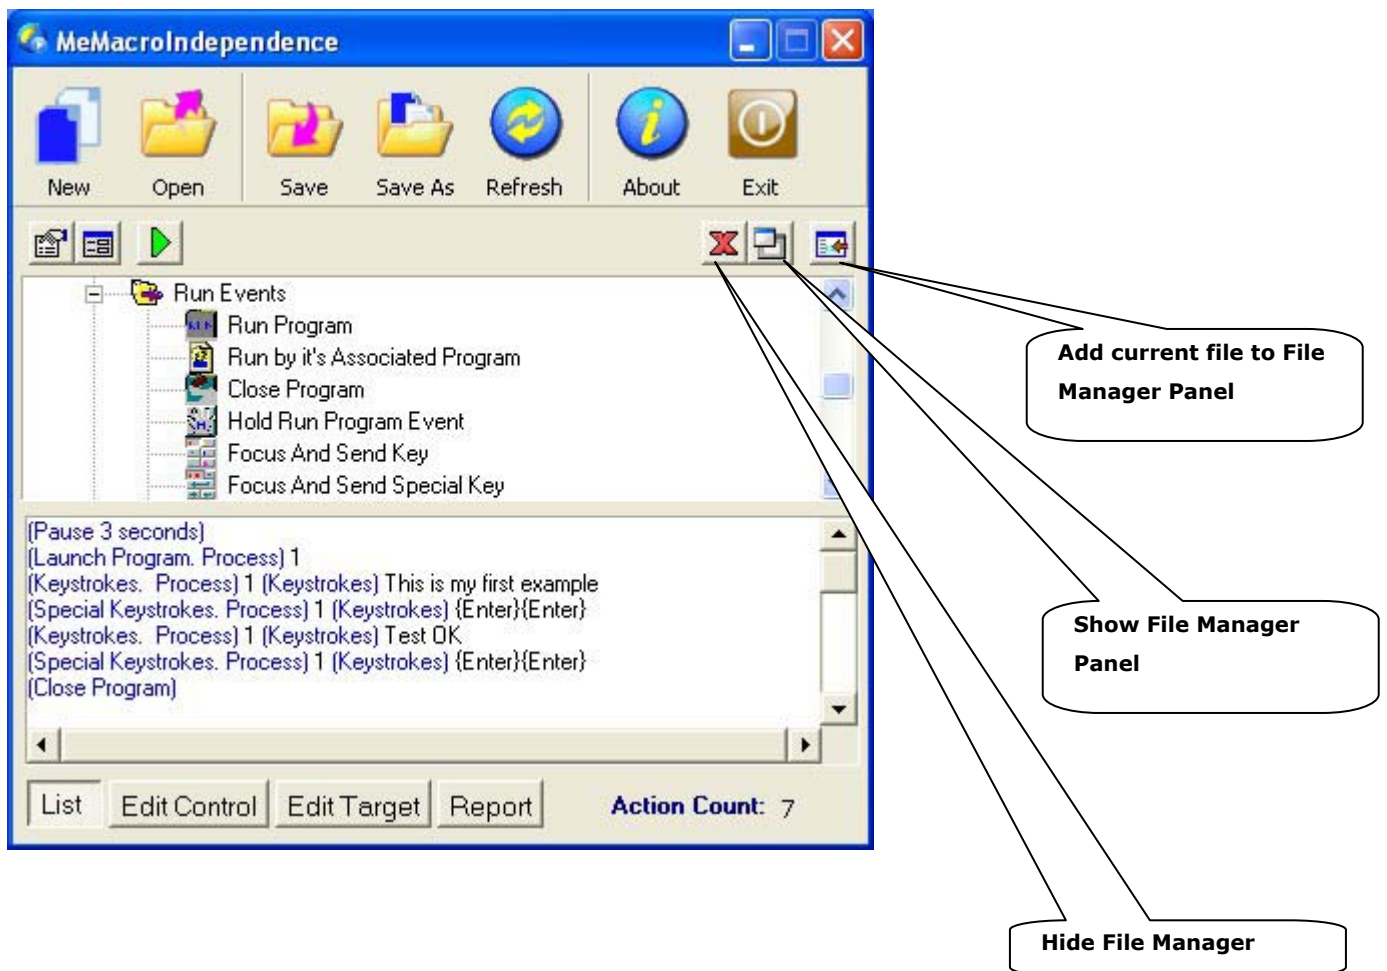 MeMacroIndependence
New Open Save Save As Refresh About Exit
Run Events
Run Program
Run by it's Associated Program
Close Program
Hold Run Program Event
Focus And Send Key
Focus And Send Special Key
(Pause 3 seconds)
(Launch Program. Process) 1
(Keystrokes.  Process) 1 (Keystrokes) This is my first example
(Special Keystrokes. Process) 1 (Keystrokes) {Enter}{Enter}
(Keystrokes.  Process) 1 (Keystrokes) Test OK
(Special Keystrokes. Process) 1 (Keystrokes) {Enter}{Enter}
(Close Program)
List Edit Control Edit Target Report Action Count: 7
Add current file to File
Manager Panel
Show File Manager
Panel
Hide File Manager